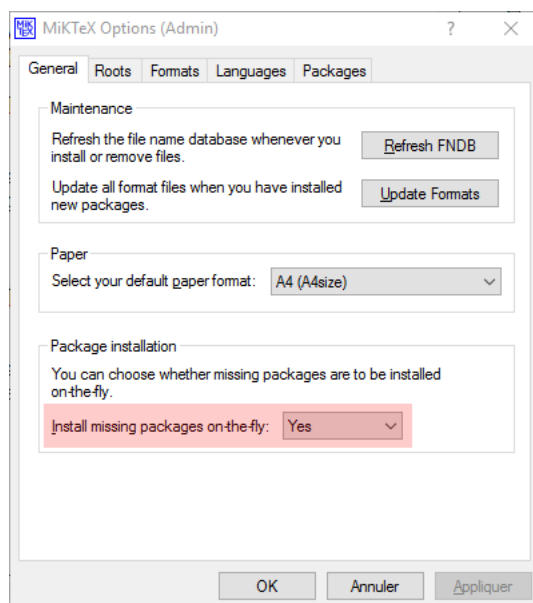 MiKTeX Options (Admin)
General Roots Formats Languages Packages
Maintenance
Refresh the file name database whenever you
install or remove files.
Refresh FNDB
Update all format files when you have installed
new packages.
Update Formats
Paper
Select your default paper format: A4 (A4size)
Package installation
You can choose whether missing packages are to be installed
on-the-fly.
Install missing packages on-the-fly: Yes
OK Annuler Appliquer